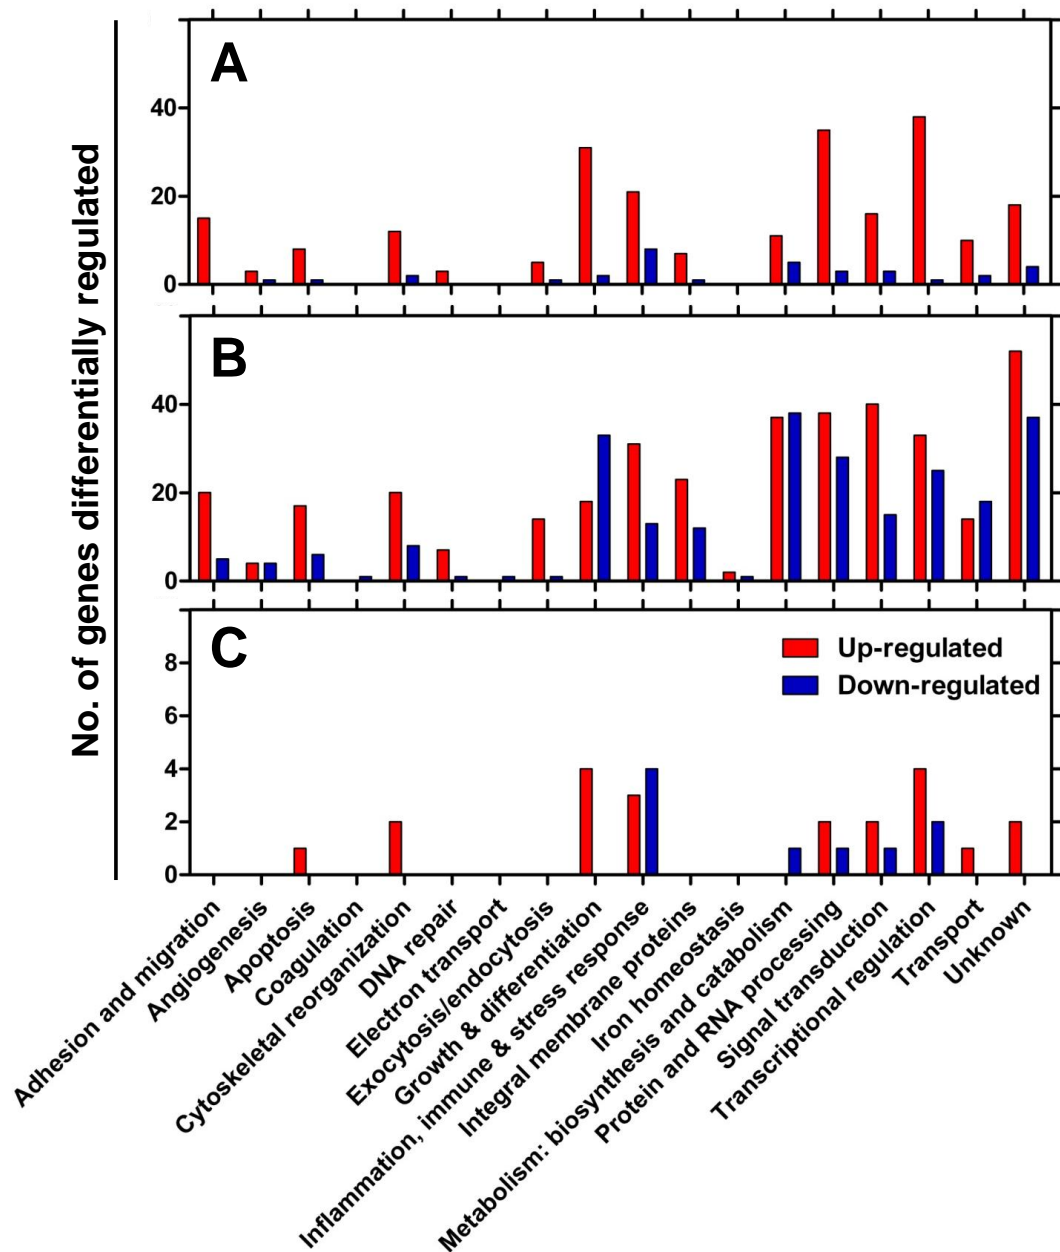 No. of genes differentially regulated
A
40
20
0
B
40
20
0
C
8
6
4
2
0
Up-regulated
Down-regulated
Adhesion and migration
Angiogenesis
Apoptosis
Coagulation
Cytoskeletal reorganization
DNA repair
Electron transport
Exocytosis/endocytosis
Growth & differentiation
Inflammation, immune & stress response
Integral membrane proteins
Iron homeostasis
Metabolism: biosynthesis and catabolism
Protein and RNA processing
Signal transduction
Transcriptional regulation
Transport
Unknown